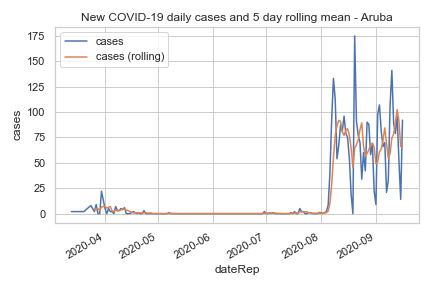 New COVID-19 daily cases and 5 day rolling mean - Aruba
cases
cases (rolling)
175
150
125
100
75
50
25
0
cases
2020-04
2020-05
2020-06
2020-07
2020-08
2020-09
dateRep